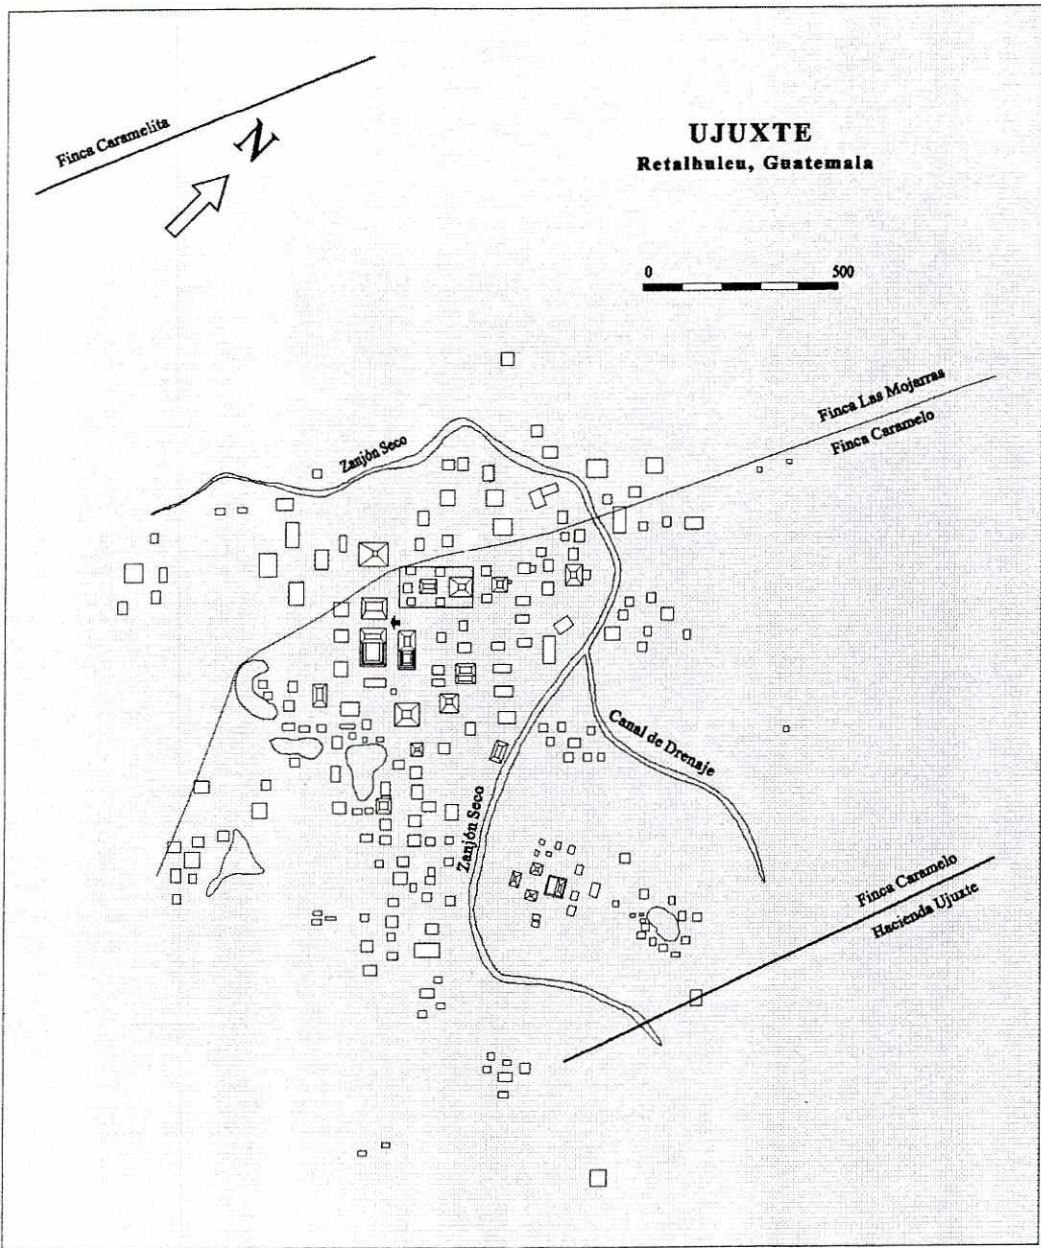 UJUXTE
Retalhuleu, Guatemala
Finca Caramelita
N
0 500
Finca Las Mojarras
Finca Caramelo
Zanjón Seco
Canal de Drenaje
Zanjón Seco
Finca Caramelo
Hacienda Ujuxte